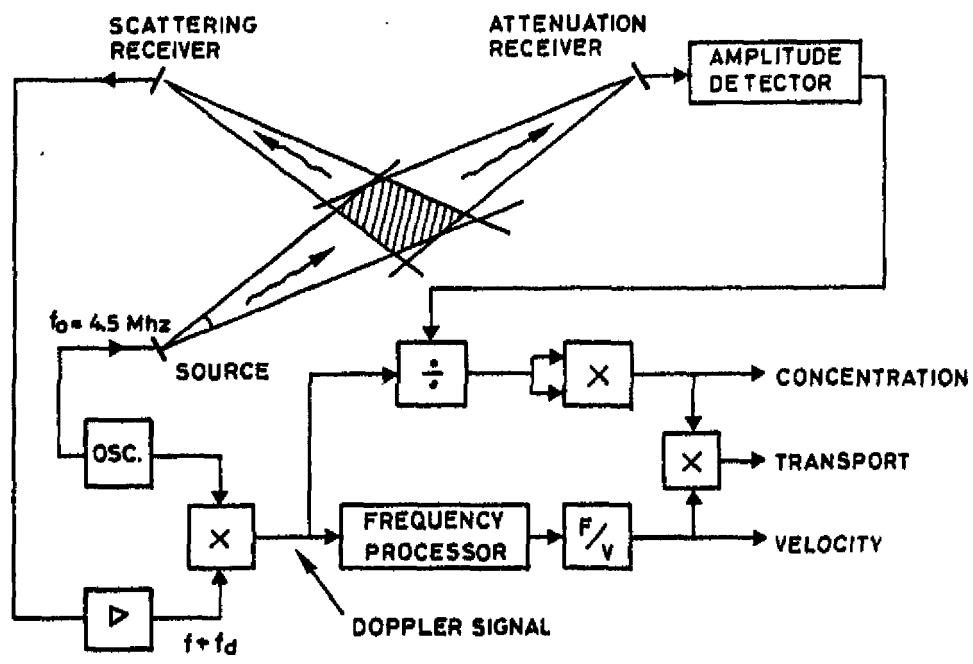 SCATTERING
RECEIVER
ATTENUATION
RECEIVER
AMPLITUDE
DETECTOR
f₀ = 4.5 Mhz
SOURCE
÷
×
CONCENTRATION
OSC.
×
TRANSPORT
×
FREQUENCY
PROCESSOR
F/V
VELOCITY
DOPPLER SIGNAL
f + f_d